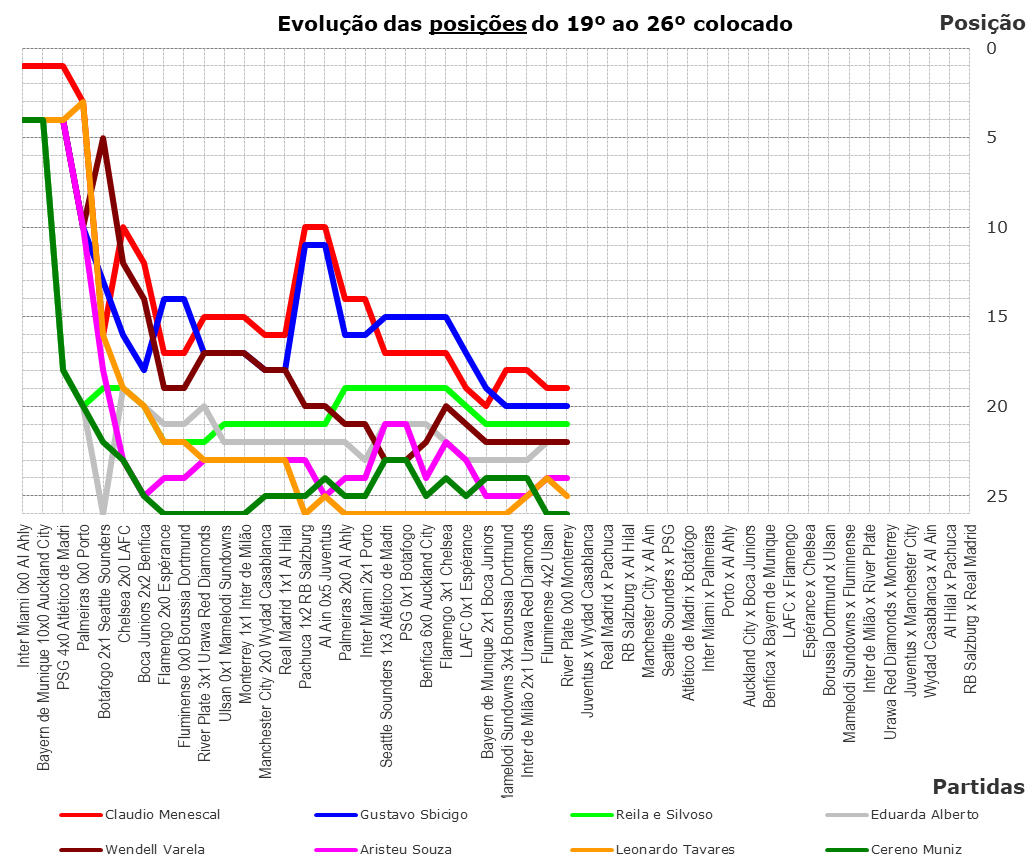 Evolução das posições do 19º ao 26º colocado
Posição
0
5
10
15
20
25
Inter Miami 0x0 Al Ahly
Bayern de Munique 10x0 Auckland City
PSG 4x0 Atlético de Madri
Palmeiras 0x0 Porto
Botafogo 2x1 Seattle Sounders
Chelsea 2x0 LAFC
Boca Juniors 2x2 Benfica
Flamengo 2x0 Espérance
Fluminense 0x0 Borussia Dortmund
River Plate 3x1 Urawa Red Diamonds
Ulsan 0x1 Mamelodi Sundowns
Monterrey 1x1 Inter de Milão
Manchester City 2x0 Wydad Casablanca
Real Madrid 1x1 Al Hilal
Pachuca 1x2 RB Salzburg
Al Ain 0x5 Juventus
Palmeiras 2x0 Al Ahly
Inter Miami 2x1 Porto
Seattle Sounders 1x3 Atlético de Madri
PSG 0x1 Botafogo
Benfica 6x0 Auckland City
Flamengo 3x1 Chelsea
LAFC 0x1 Espérance
Bayern de Munique 2x1 Boca Juniors
Mamelodi Sundowns 3x4 Borussia Dortmund
Inter de Milão 2x1 Urawa Red Diamonds
Fluminense 4x2 Ulsan
River Plate 0x0 Monterrey
Juventus x Wydad Casablanca
Real Madrid x Pachuca
RB Salzburg x Al Hilal
Manchester City x Al Ain
Seattle Sounders x PSG
Atlético de Madri x Botafogo
Inter Miami x Palmeiras
Porto x Al Ahly
Auckland City x Boca Juniors
Benfica x Bayern de Munique
LAFC x Flamengo
Espérance x Chelsea
Borussia Dortmund x Ulsan
Mamelodi Sundowns x Fluminense
Inter de Milão x River Plate
Urawa Red Diamonds x Monterrey
Juventus x Manchester City
Wydad Casablanca x Al Ain
Al Hilal x Pachuca
RB Salzburg x Real Madrid
Partidas
Claudio Menescal
Gustavo Sbicigo
Reila e Silvoso
Eduarda Alberto
Wendell Varela
Aristeu Souza
Leonardo Tavares
Cereno Muniz